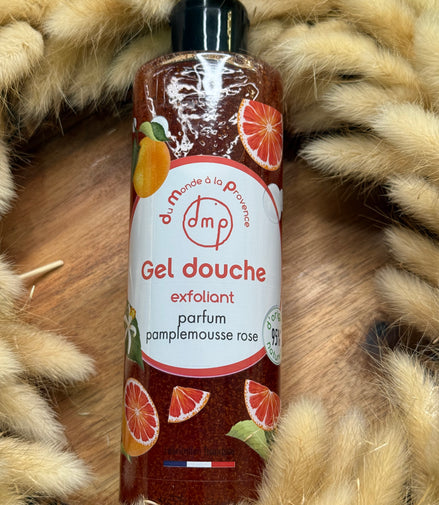 du Monde à la Provence
dmp
Gel douche
exfoliant
parfum
pamplemousse rose